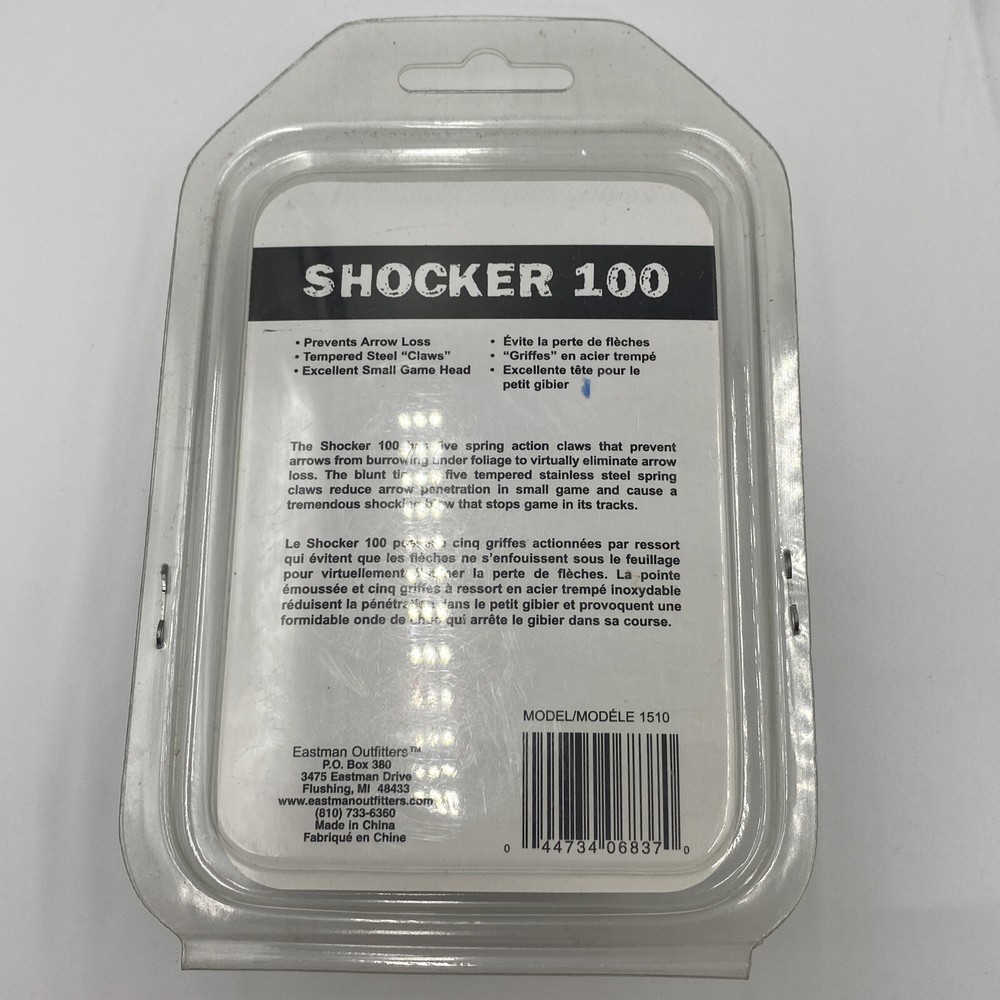 SHOCKER 100
• Prevents Arrow Loss
• Tempered Steel “Claws”
• Excellent Small Game Head
• Évite la perte de flèches
• “Griffes” en acier trempé
• Excellente tête pour le
petit gibier
The Shocker 100 spring action claws that prevent
arrows from burrowing under foliage to virtually eliminate arrow
loss. The blunt five tempered stainless steel spring
claws reduce arrow penetration in small game and cause a
tremendous shocking blow that stops game in its tracks.
Le Shocker 100 cinq griffes actionnées par ressort
qui évitent que les flèches ne s’enfouissent sous le feuillage
pour virtuellement la perte de flèches. La pointe
émoussée et cinq griffes à ressort en acier trempé inoxydable
réduisent la pénétration dans le petit gibier et provoquent une
formidable onde de choc qui arrête le gibier dans sa course.
MODEL/MODÉLE 1510
Eastman Outfitters™
P.O. Box 380
3475 Eastman Drive
Flushing, MI 48433
www.eastmanoutfitters.com
(810) 733-6360
Made in China
Fabriqué en Chine
0 44734 06837 0